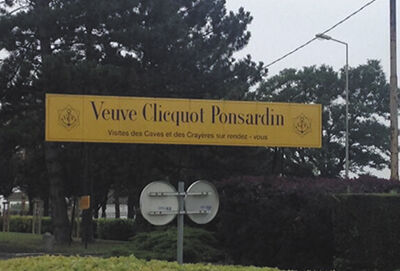 Veuve Clicquot Ponsardin
Visites des Caves et des Crayères sur rendez - vous